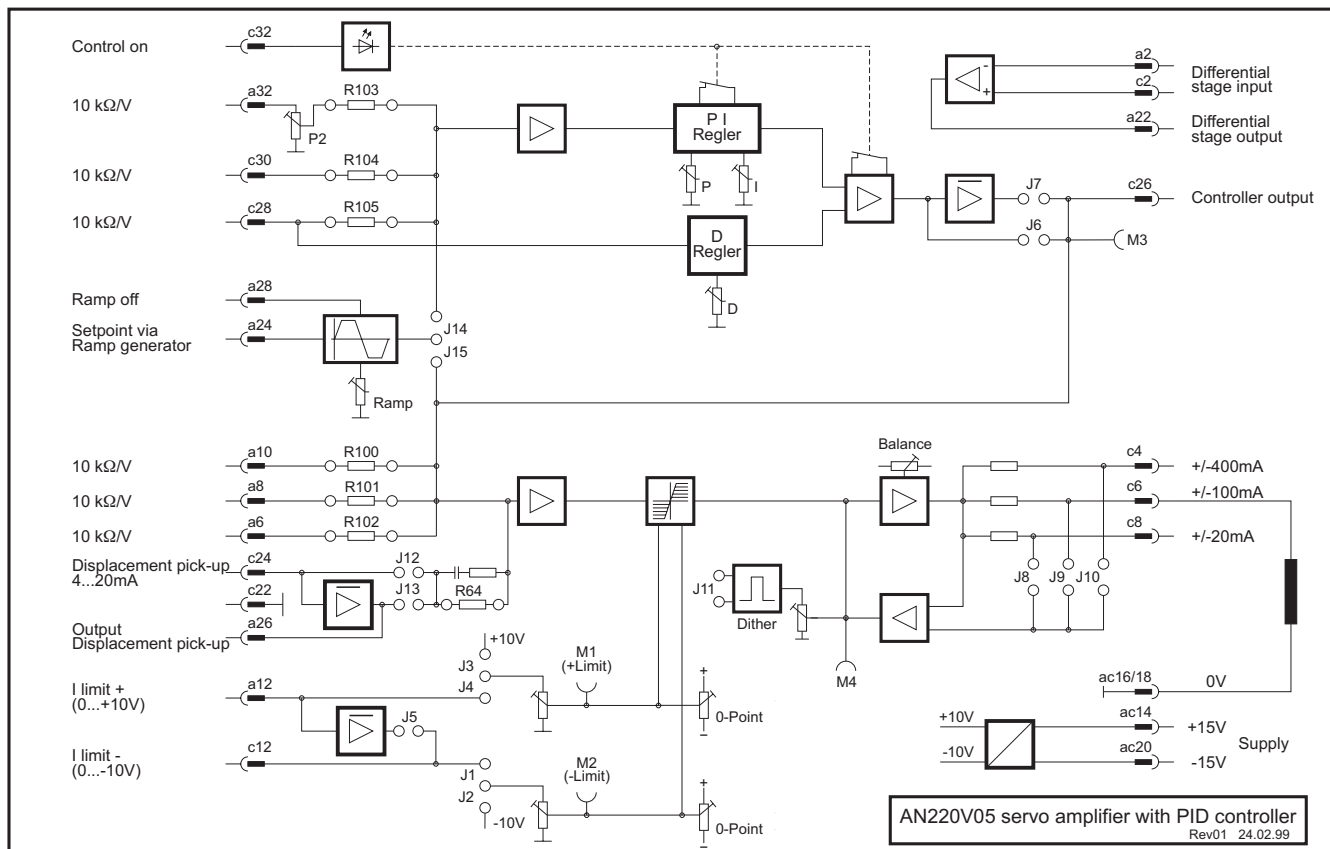 Control on
c32
10 kΩ/V
a32
R103
P2
10 kΩ/V
c30
R104
10 kΩ/V
c28
R105
P I
Regler
P
I
D
Regler
D
a2
c2
-
+
Differential
stage input
a22
Differential
stage output
J7
c26
Controller output
J6
M3
Ramp off
a28
Setpoint via
Ramp generator
a24
J14
J15
Ramp
10 kΩ/V
a10
R100
10 kΩ/V
a8
R101
10 kΩ/V
a6
R102
Displacement pick-up
4...20mA
c24
J12
c22
J13
R64
Output
Displacement pick-up
a26
Balance
c4
+/-400mA
c6
+/-100mA
c8
+/-20mA
J8
J9
J10
J11
Dither
M4
I limit +
(0...+10V)
a12
+10V
J3
J4
M1
(+Limit)
+
0-Point
-
J5
I limit -
(0...-10V)
c12
J1
J2
-10V
M2
(-Limit)
+
0-Point
-
ac16/18
0V
+10V
ac14
+15V
-10V
ac20
-15V
Supply
AN220V05 servo amplifier with PID controller
Rev01 24.02.99